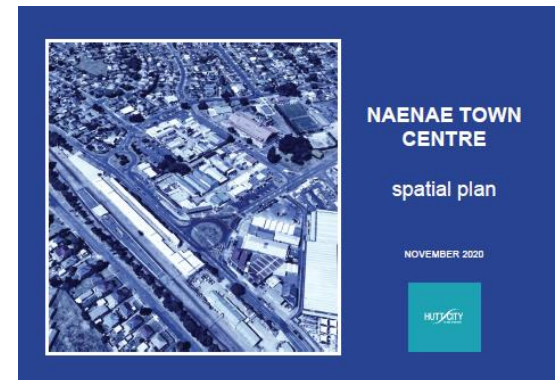 NAENAE TOWN
CENTRE
spatial plan
NOVEMBER 2020
HUTT CITY